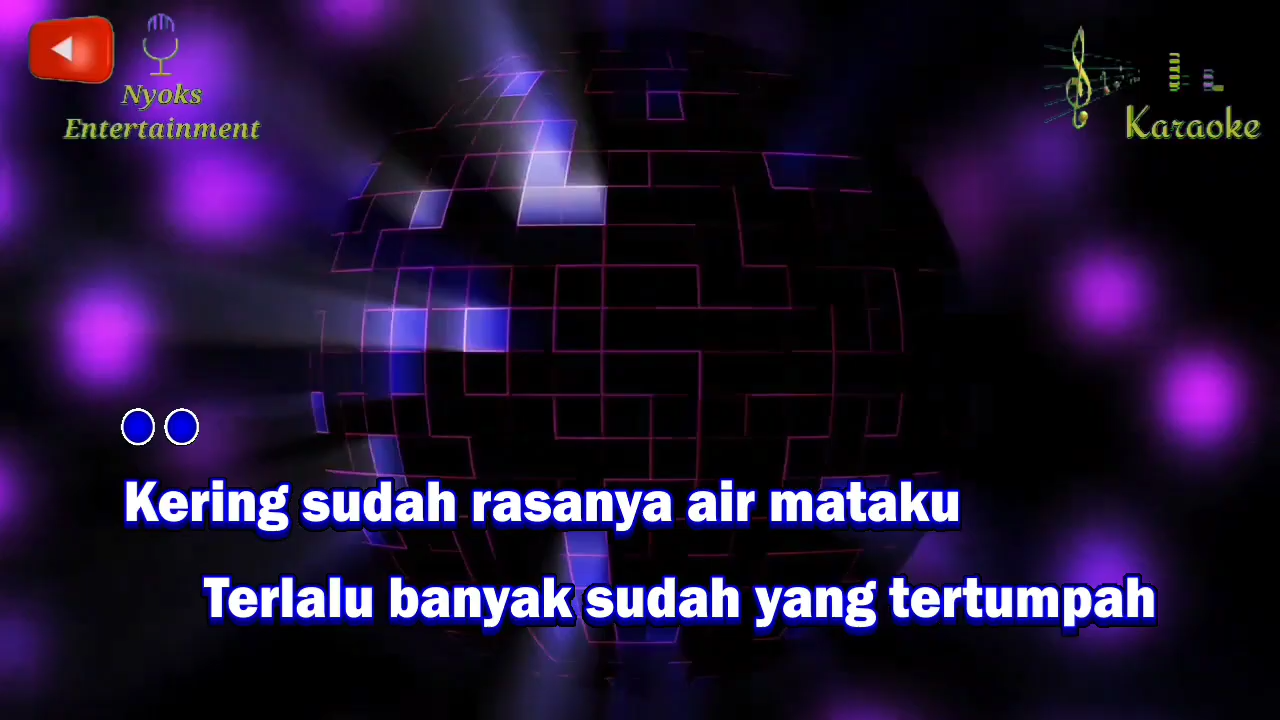 Nyoks
Entertainment
Karaoke
Kering sudah rasanya air mataku
Terlalu banyak sudah yang tertumpah